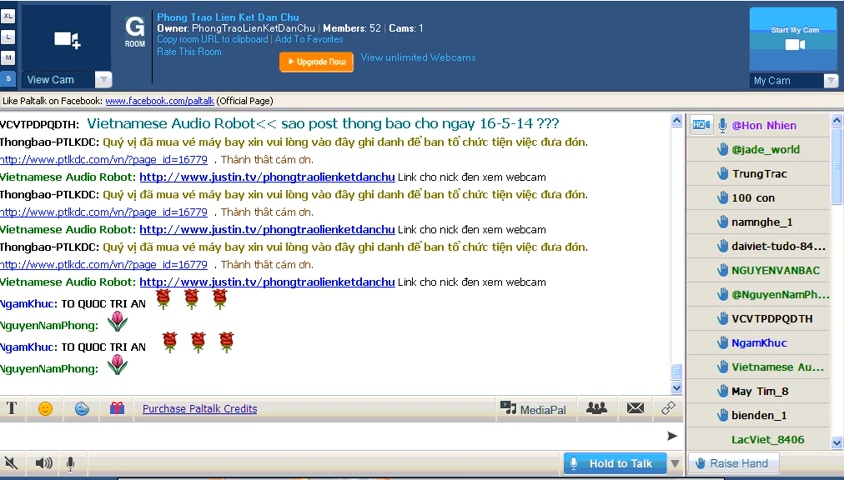 XL
L
M
S
View Cam
G
ROOM
Phong Trao Lien Ket Dan Chu
Owner: PhongTraoLienKetDanChu | Members: 52 | Cams: 1
Copy room URL to clipboard | Add To Favorites
Rate This Room
Upgrade Now
View unlimited Webcams
Start My Cam
My Cam
Like Paltalk on Facebook: www.facebook.com/paltalk (Official Page)
VCVTPDPQDTH: Vietnamese Audio Robot<< sao post thong bao cho ngay 16-5-14 ???
Thongbao-PTLKDC: Quý vị đã mua vé máy bay xin vui lòng vào đây ghi danh để ban tổ chức tiện việc đưa đón.
http://www.ptlkdc.com/vn/?page_id=16779 . Thành thât cám ơn.
Vietnamese Audio Robot: http://www.justin.tv/phongtraolienketdanchu Link cho nick đen xem webcam
Thongbao-PTLKDC: Quý vị đã mua vé máy bay xin vui lòng vào đây ghi danh để ban tổ chức tiện việc đưa đón.
http://www.ptlkdc.com/vn/?page_id=16779 . Thành thât cám ơn.
Vietnamese Audio Robot: http://www.justin.tv/phongtraolienketdanchu Link cho nick đen xem webcam
Thongbao-PTLKDC: Quý vị đã mua vé máy bay xin vui lòng vào đây ghi danh để ban tổ chức tiện việc đưa đón.
http://www.ptlkdc.com/vn/?page_id=16779 . Thành thât cám ơn.
Vietnamese Audio Robot: http://www.justin.tv/phongtraolienketdanchu Link cho nick đen xem webcam
NgamKhuc: TO QUOC TRI AN
NguyenNamPhong:
NgamKhuc: TO QUOC TRI AN
NguyenNamPhong:
T
Purchase Paltalk Credits
MediaPal
Hold to Talk
HD
@Hon Nhien
@jade_world
TrungTrac
100 con
namnghe_1
daiviet-tudo-84...
NGUYENVANBAC
@NguyenNamPh...
VCVTPDPQDTH
NgamKhuc
Vietnamese Au...
May Tim_8
bienden_1
LacViet_8406
Raise Hand